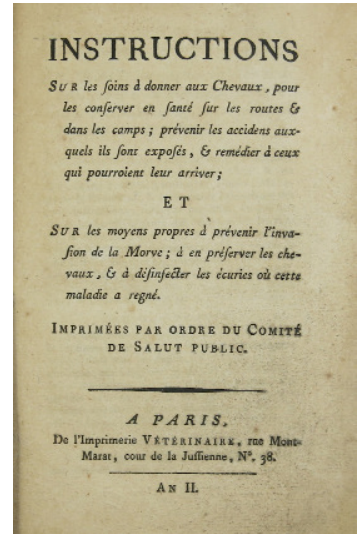 INSTRUCTIONS
SUR les ſoins à donner aux Chevaux, pour
les conſerver en ſanté ſur les routes &
dans les camps ; prévenir les accidens aux-
quels ils ſont expoſés, & remédier à ceux
qui pourroient leur arriver ;
ET
SUR les moyens propres à prévenir l'inva-
ſion de la Morve ; à en préſerver les che-
vaux, & à déſinfecter les écuries où cette
maladie a regné.
IMPRIMÉES PAR ORDRE DU COMITÉ
DE SALUT PUBLIC.
A PARIS,
De l'Imprimerie VÉTÉRINAIRE, rue Mont-
Marat, cour de la Juſſienne, N°. 38.
AN II.